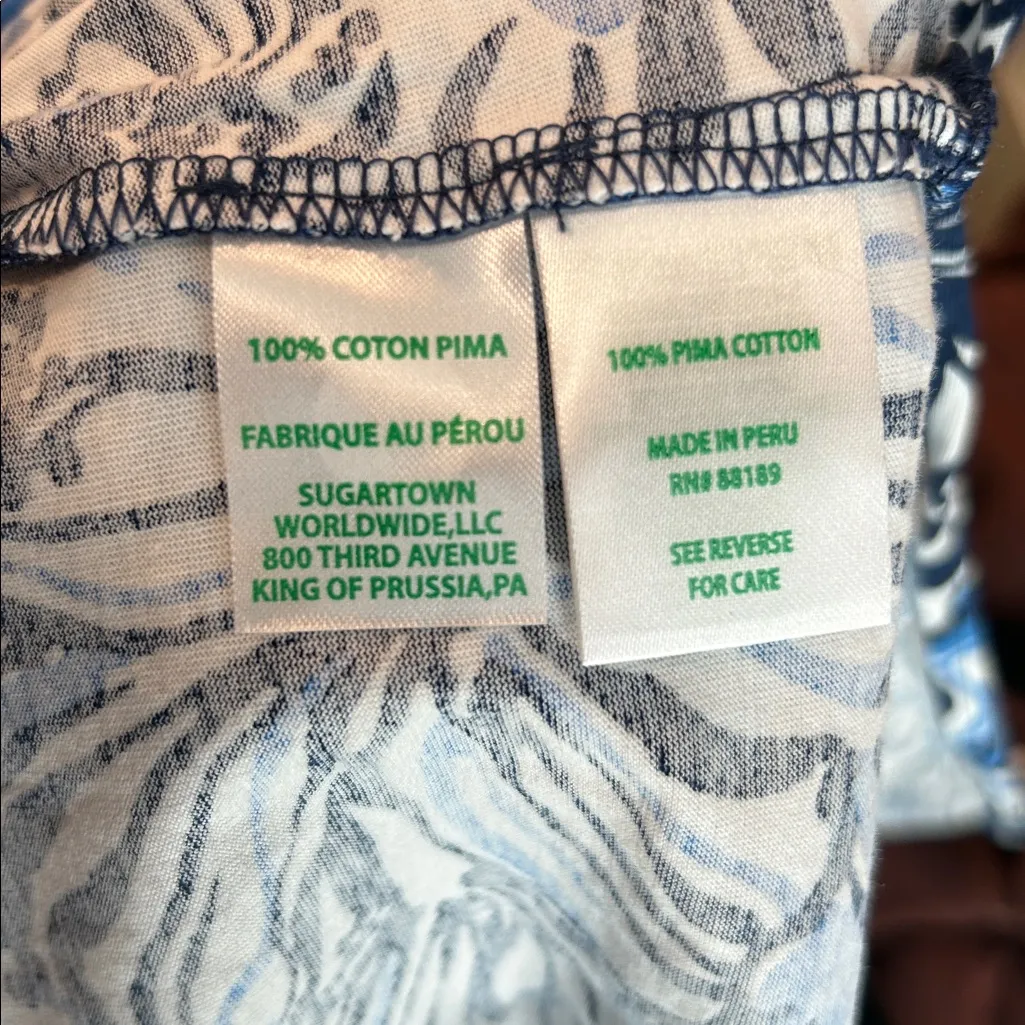 100% COTON PIMA
FABRIQUE AU PÉROU
SUGARTOWN
WORLDWIDE,LLC
800 THIRD AVENUE
KING OF PRUSSIA,PA
100% PIMA COTTON
MADE IN PERU
RN# 88189
SEE REVERSE
FOR CARE